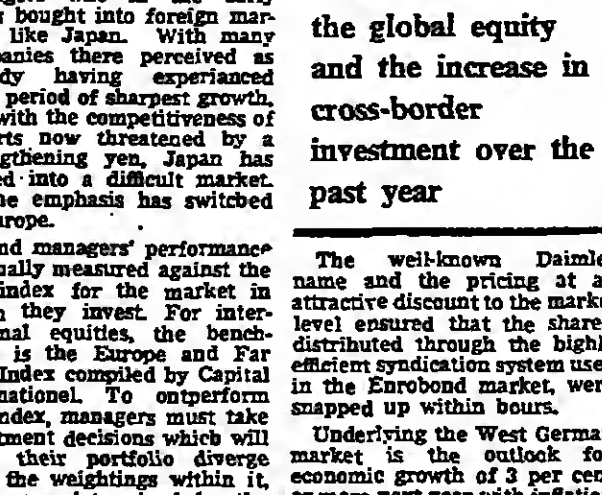 bought into foreign mar-
like Japan. With many
anies there perceived as
dy having experianced
period of sharpest growth,
with the competitiveness of
rts now threatened by a
gthening yen, Japan has
ed into a difficult market.
he emphasis has switched
urope.
nd managers' performance
ually measured against the
index for the market in
they invest. For inter-
nal equities, the bench-
is the Europe and Far
Index compiled by Capital
nationel. To ontperform
ndex, managers must take
tment decisions which will
their portfolio diverge
the weightings within it,
the global equity
and the increase in
cross-border
investment over the
past year
The well-known Daimle
name and the pricing at a
attractive discount to the marke
level ensured that the share
distributed through the highl
efficient syndication system use
in the Enrobond market, wer
snapped up within bours.
Underlying the West Germa
market is the outlook fo
economic growth of 3 per cen